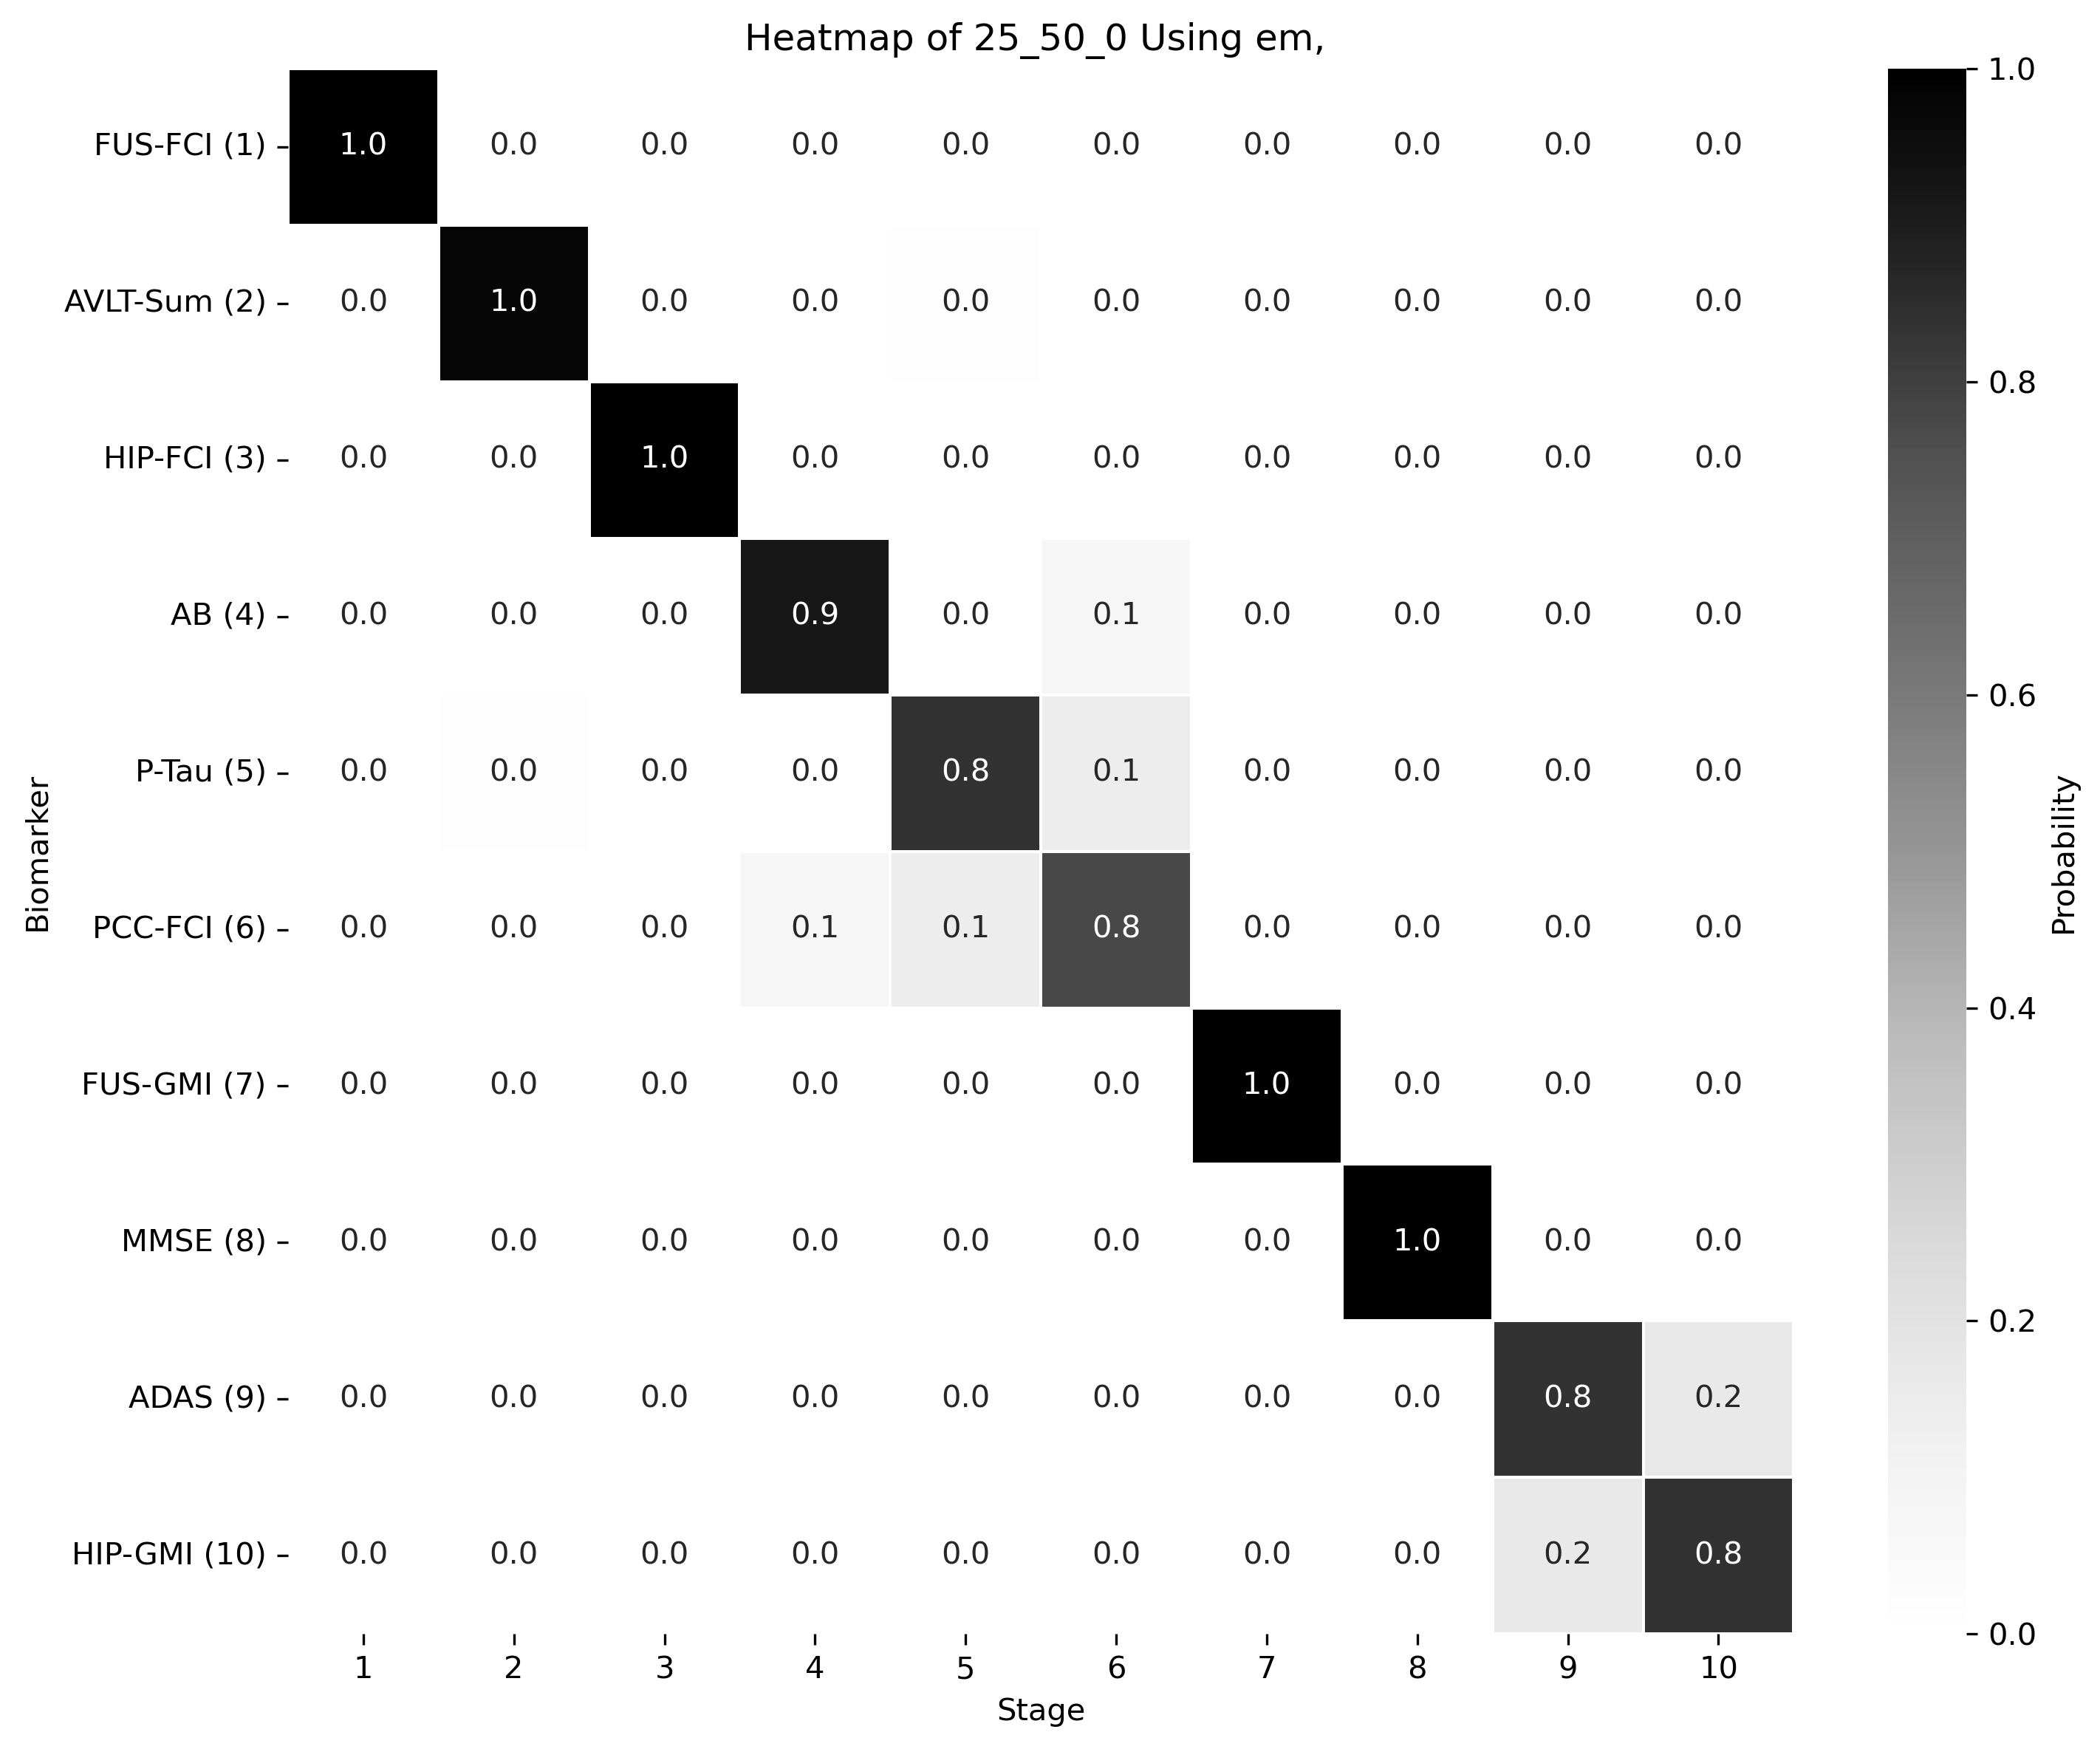 Heatmap of 25_50_0 Using em,
FUS-FCI (1) 1.0 0.0 0.0 0.0 0.0 0.0 0.0 0.0 0.0 0.0
AVLT-Sum (2) 0.0 1.0 0.0 0.0 0.0 0.0 0.0 0.0 0.0 0.0
HIP-FCI (3) 0.0 0.0 1.0 0.0 0.0 0.0 0.0 0.0 0.0 0.0
AB (4) 0.0 0.0 0.0 0.9 0.0 0.1 0.0 0.0 0.0 0.0
P-Tau (5) 0.0 0.0 0.0 0.0 0.8 0.1 0.0 0.0 0.0 0.0
PCC-FCI (6) 0.0 0.0 0.0 0.1 0.1 0.8 0.0 0.0 0.0 0.0
FUS-GMI (7) 0.0 0.0 0.0 0.0 0.0 0.0 1.0 0.0 0.0 0.0
MMSE (8) 0.0 0.0 0.0 0.0 0.0 0.0 0.0 1.0 0.0 0.0
ADAS (9) 0.0 0.0 0.0 0.0 0.0 0.0 0.0 0.0 0.8 0.2
HIP-GMI (10) 0.0 0.0 0.0 0.0 0.0 0.0 0.0 0.0 0.2 0.8
1 2 3 4 5 6 7 8 9 10
Stage
Biomarker
1.0
0.8
0.6
0.4
0.2
0.0
Probability